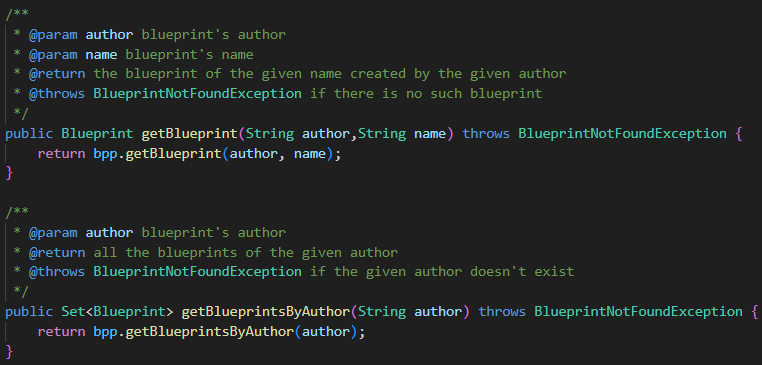 /**
 * @param author blueprint's author
 * @param name blueprint's name
 * @return the blueprint of the given name created by the given author
 * @throws BlueprintNotFoundException if there is no such blueprint
 */
public Blueprint getBlueprint(String author,String name) throws BlueprintNotFoundException {
    return bpp.getBlueprint(author, name);
}

/**
 * @param author blueprint's author
 * @return all the blueprints of the given author
 * @throws BlueprintNotFoundException if the given author doesn't exist
 */
public Set<Blueprint> getBlueprintsByAuthor(String author) throws BlueprintNotFoundException {
    return bpp.getBlueprintsByAuthor(author);
}